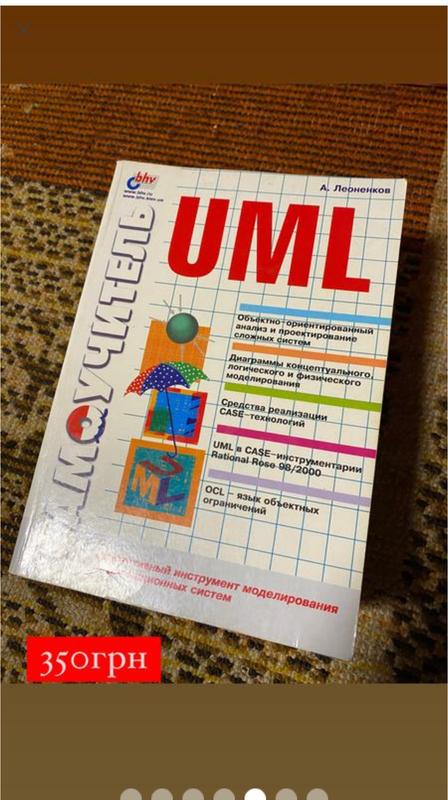 bhv
www.bhv.ru
www.bhv.kiev.ua
А. Леоненков
UML
Объектно-ориентированный
анализ и проектирование
сложных систем
Диаграммы концептуального,
логического и физического
моделирования
Средства реализации
CASE-технологий
UML в CASE-инструментарии
Rational Rose 98/2000
OCL – язык объектных
ограничений
инструмент моделирования
систем
350грн